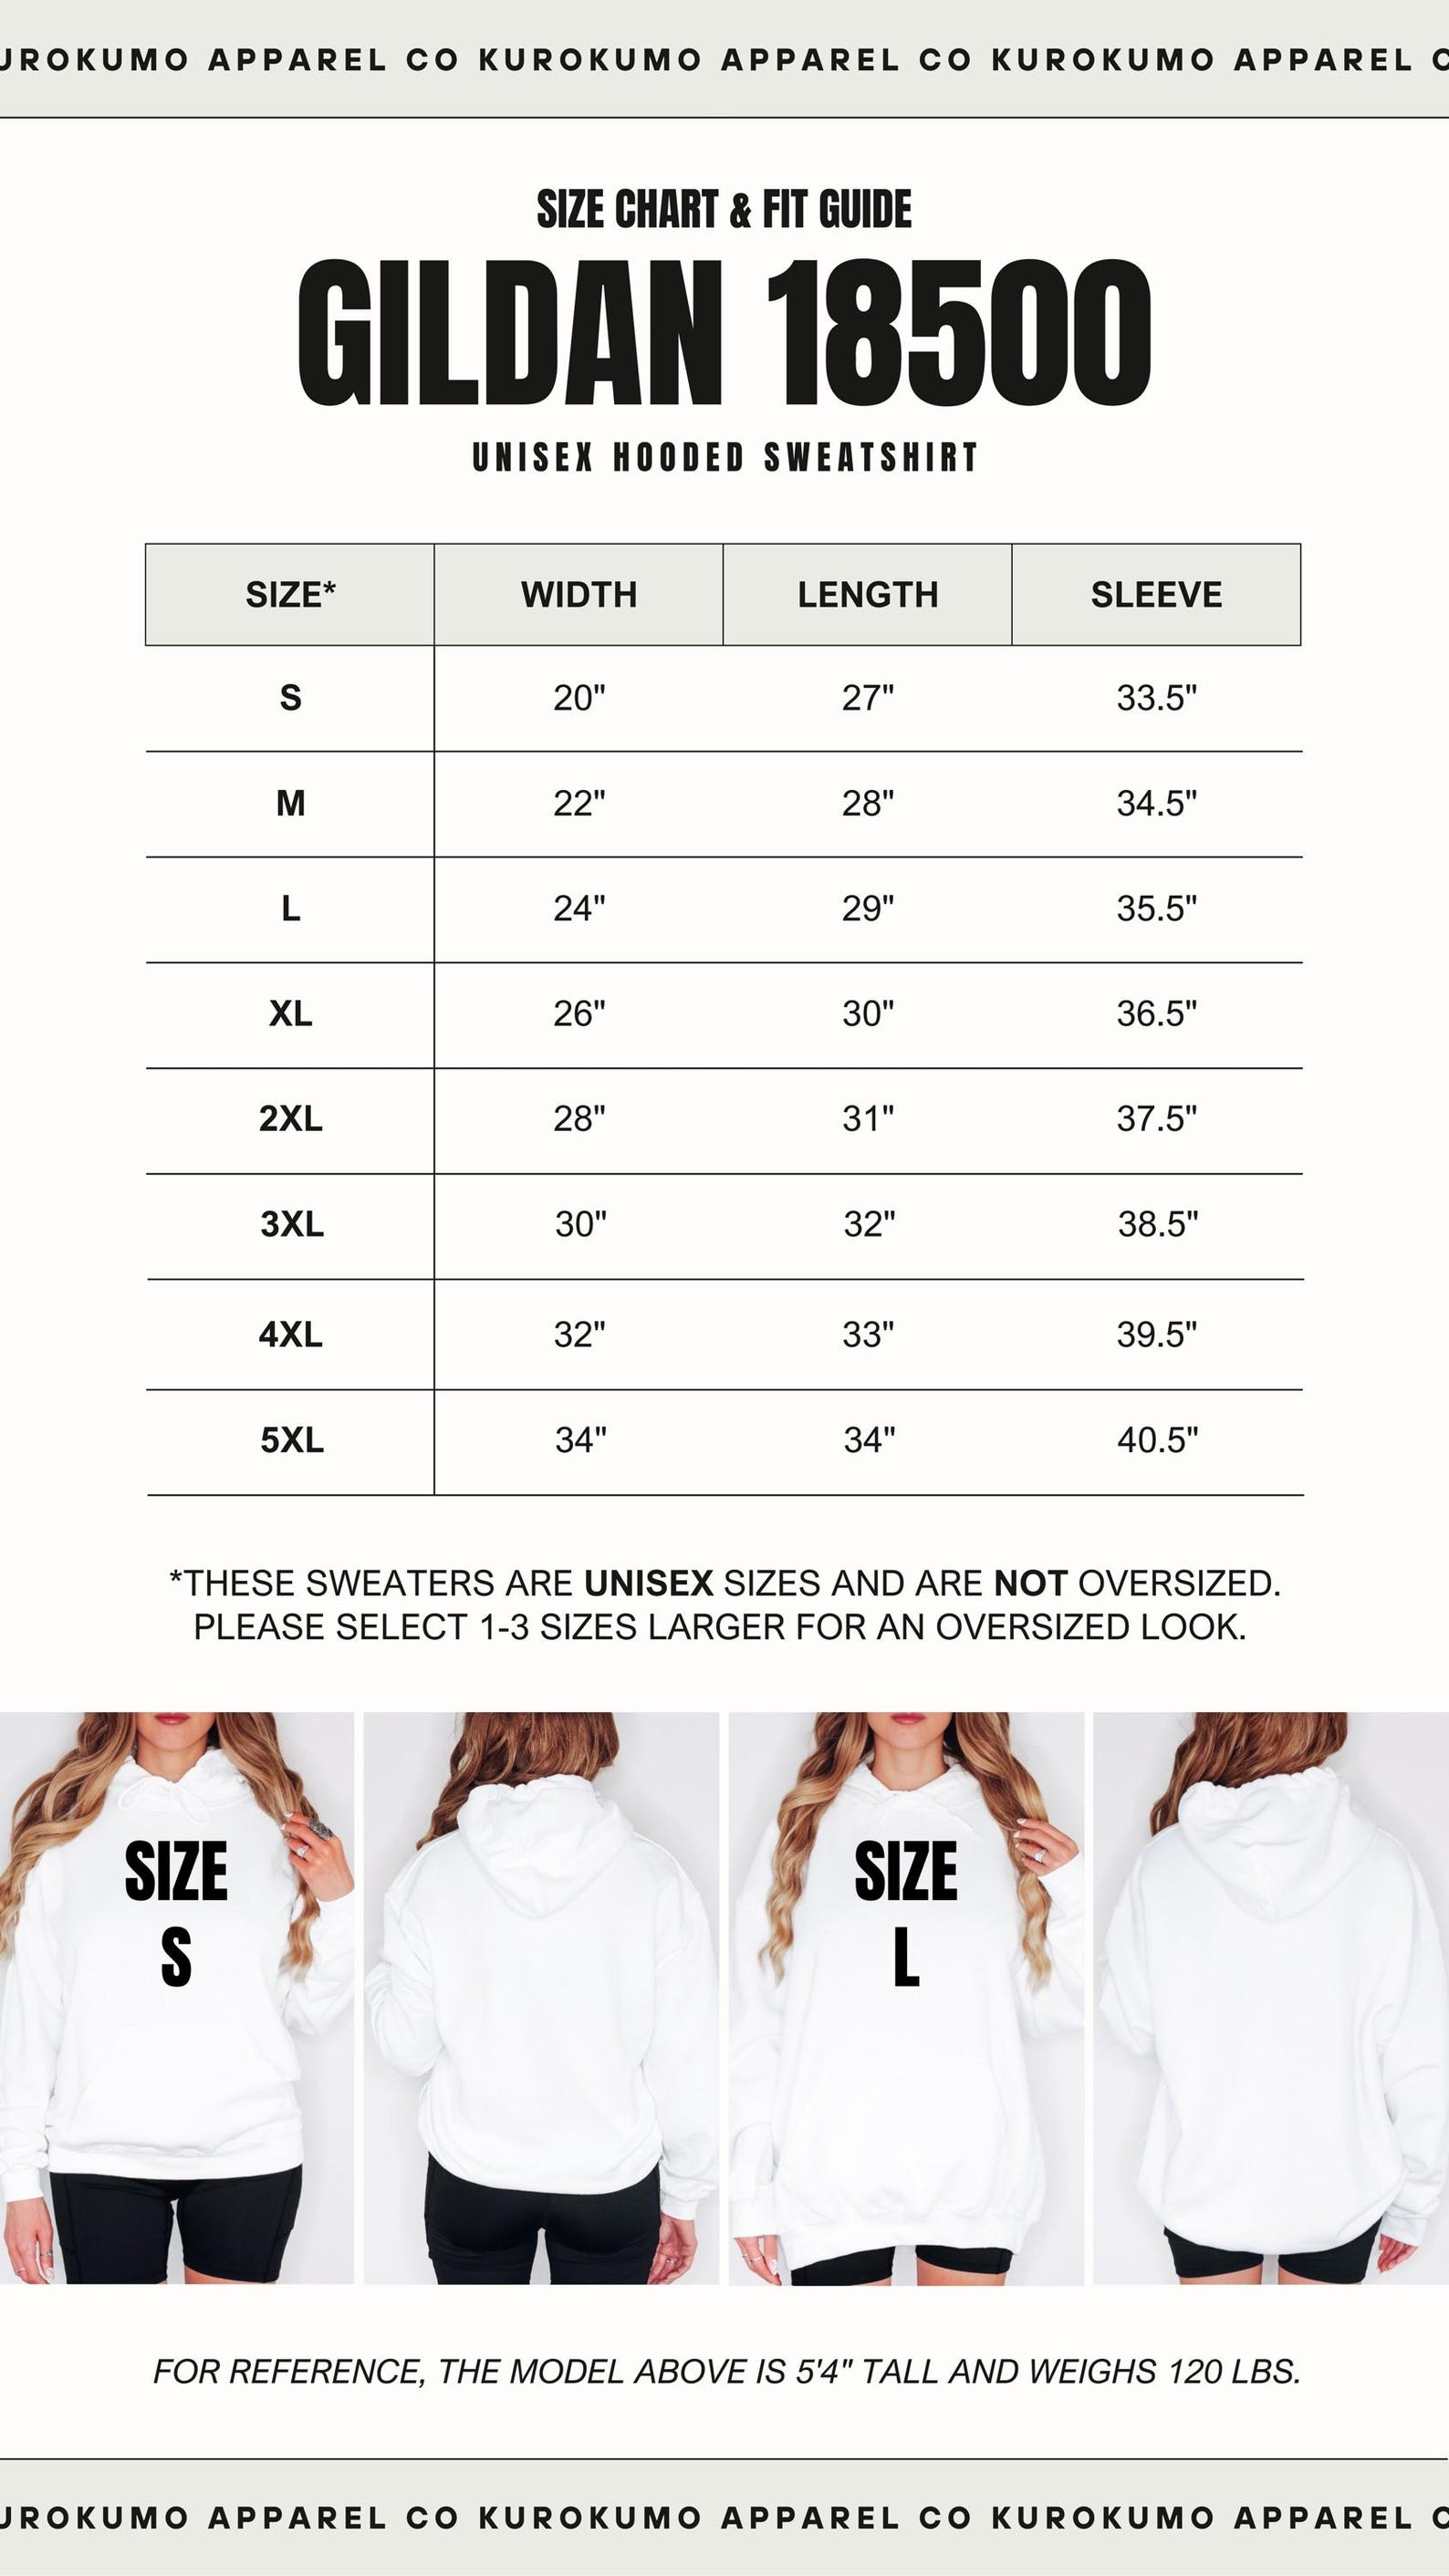 UROKUMO APPAREL CO KUROKUMO APPAREL CO KUROKUMO APPAREL C
SIZE CHART & FIT GUIDE
GILDAN 18500
UNISEX HOODED SWEATSHIRT
SIZE* WIDTH LENGTH SLEEVE
S 20" 27" 33.5"
M 22" 28" 34.5"
L 24" 29" 35.5"
XL 26" 30" 36.5"
2XL 28" 31" 37.5"
3XL 30" 32" 38.5"
4XL 32" 33" 39.5"
5XL 34" 34" 40.5"
*THESE SWEATERS ARE UNISEX SIZES AND ARE NOT OVERSIZED.
PLEASE SELECT 1-3 SIZES LARGER FOR AN OVERSIZED LOOK.
SIZE
S
SIZE
L
FOR REFERENCE, THE MODEL ABOVE IS 5'4" TALL AND WEIGHS 120 LBS.
UROKUMO APPAREL CO KUROKUMO APPAREL CO KUROKUMO APPAREL C